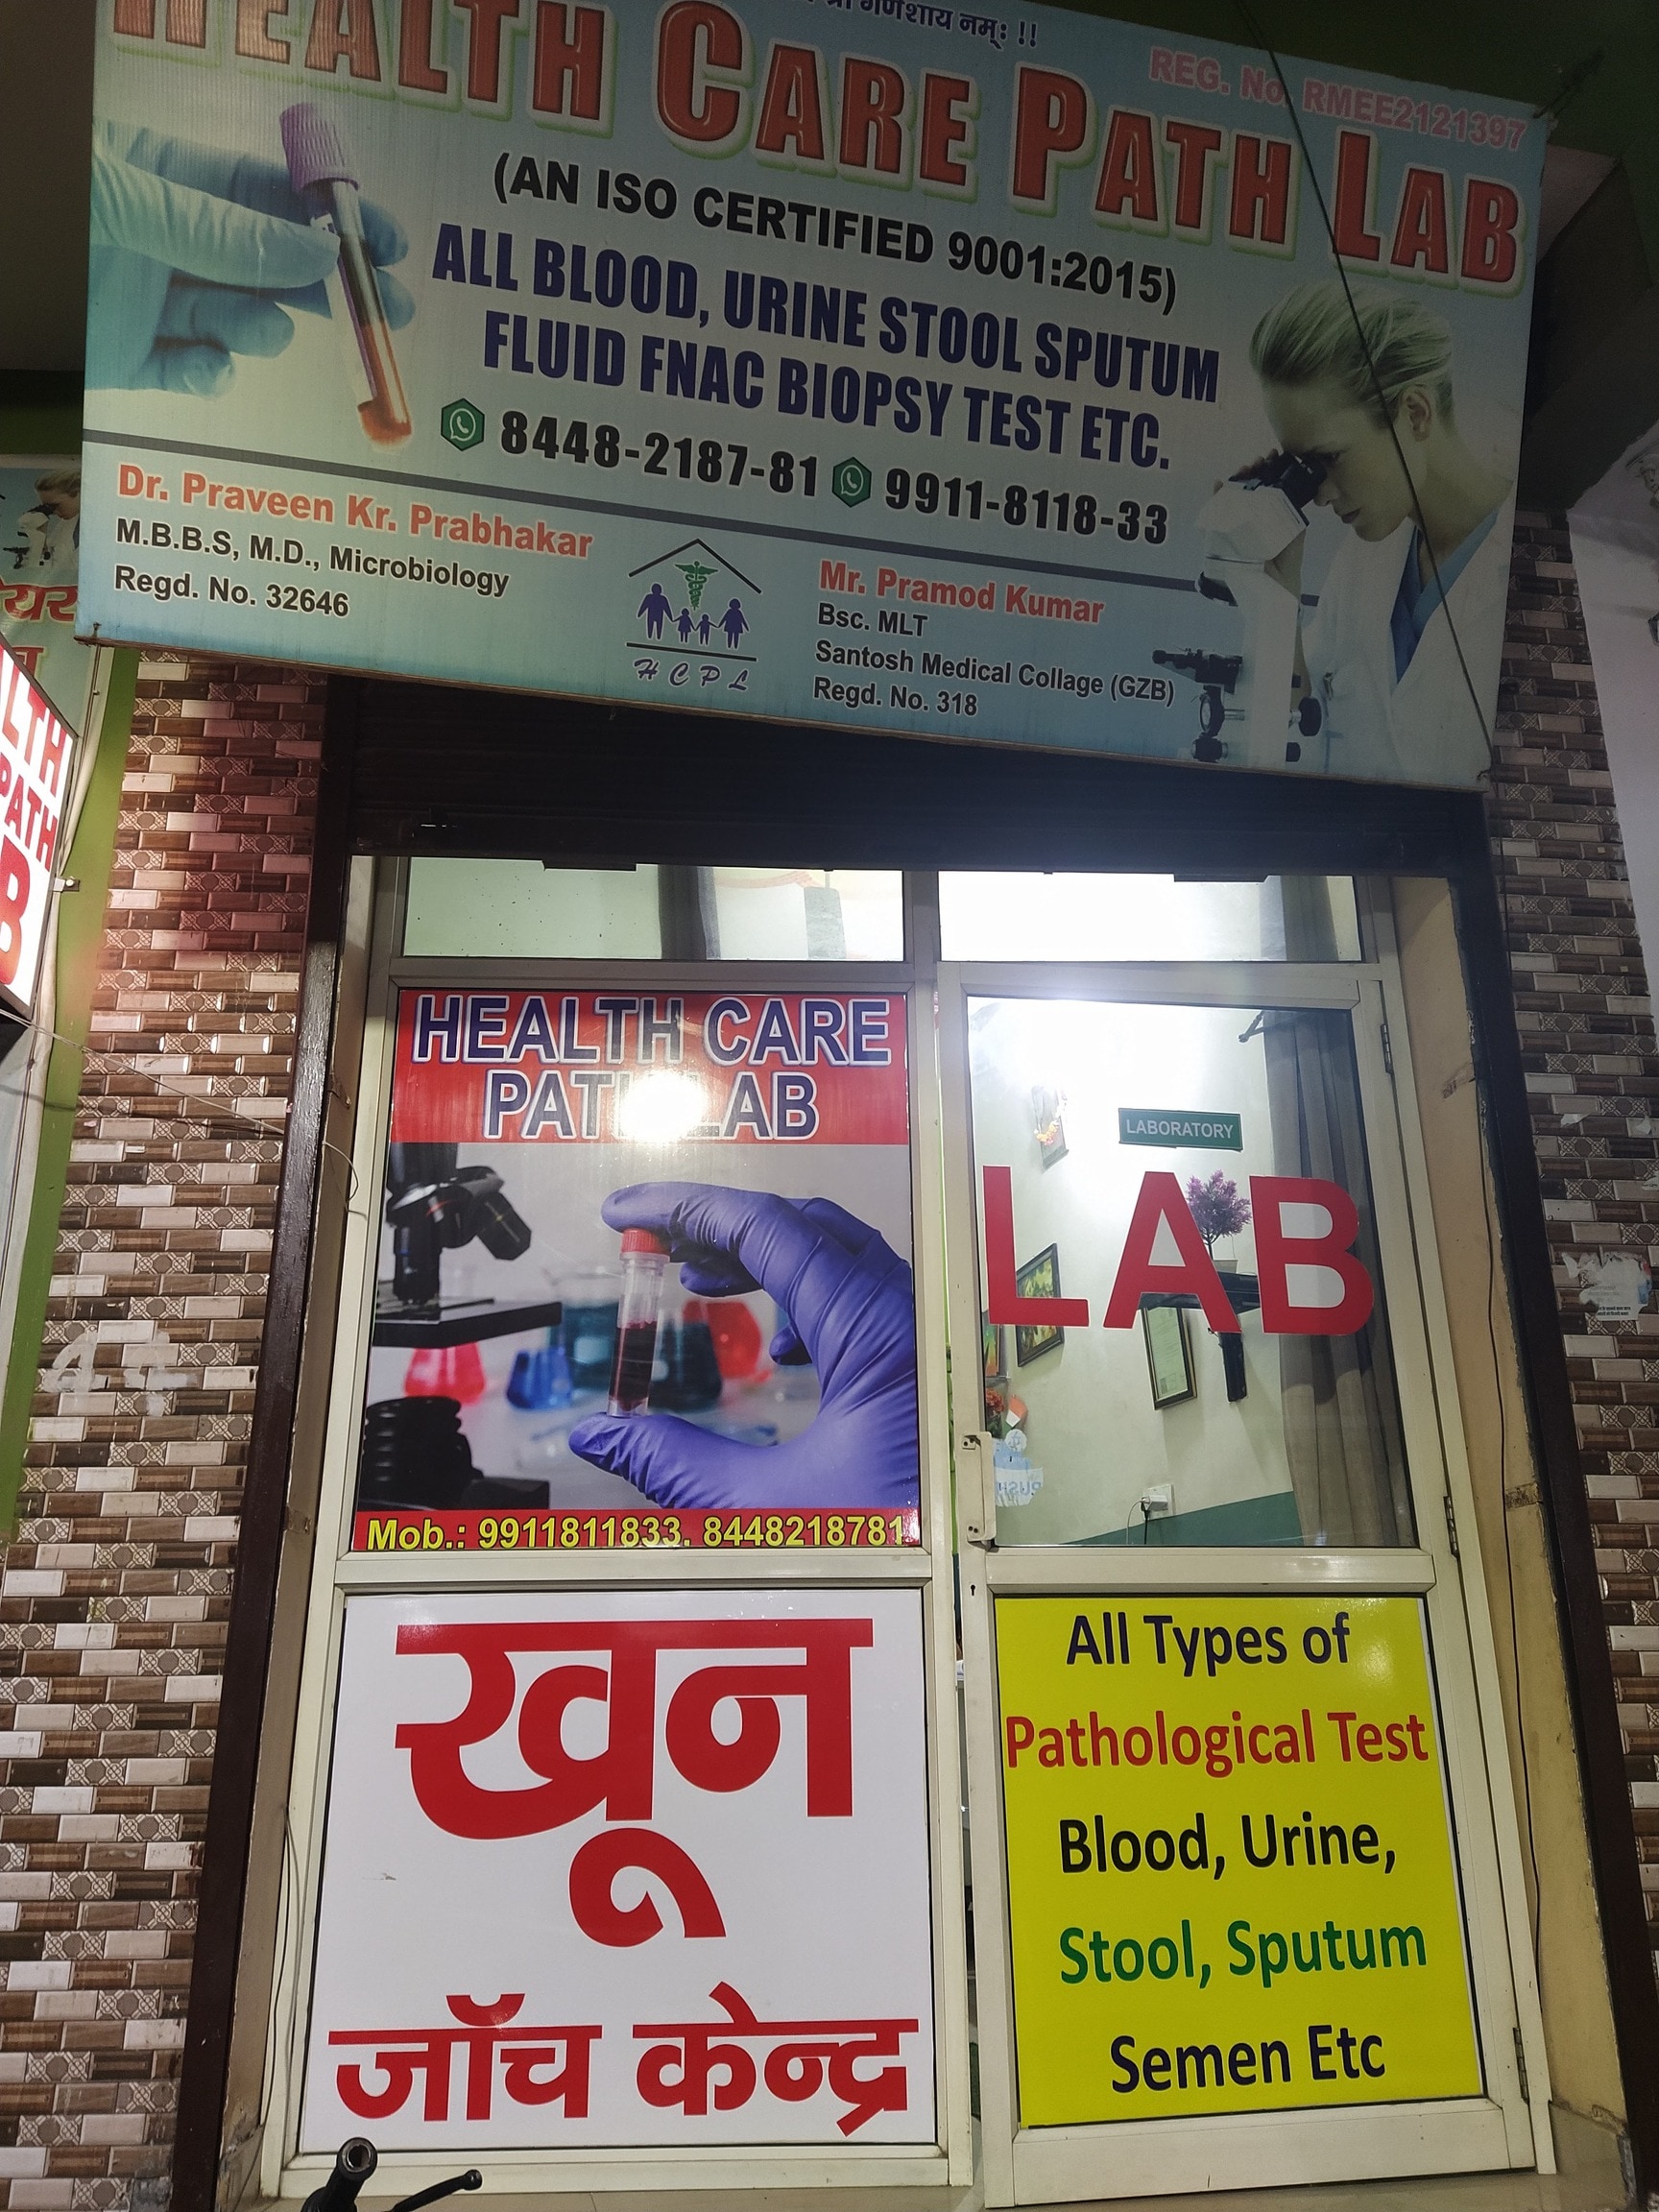 श्री गणेशाय नमः !!
REG. No. RMEE2121397
HEALTH CARE PATH LAB
(AN ISO CERTIFIED 9001:2015)
ALL BLOOD, URINE STOOL SPUTUM
FLUID FNAC BIOPSY TEST ETC.
8448-2187-81 9911-8118-33
Dr. Praveen Kr. Prabhakar
M.B.B.S, M.D., Microbiology
Regd. No. 32646
H C P L
Mr. Pramod Kumar
Bsc. MLT
Santosh Medical Collage (GZB)
Regd. No. 318
LTH
PATH
B
HEALTH CARE
PATH LAB
Mob.: 9911811833, 8448218781
LABORATORY
LAB
PUSH
खून
जॉच केन्द्र
All Types of
Pathological Test
Blood, Urine,
Stool, Sputum
Semen Etc